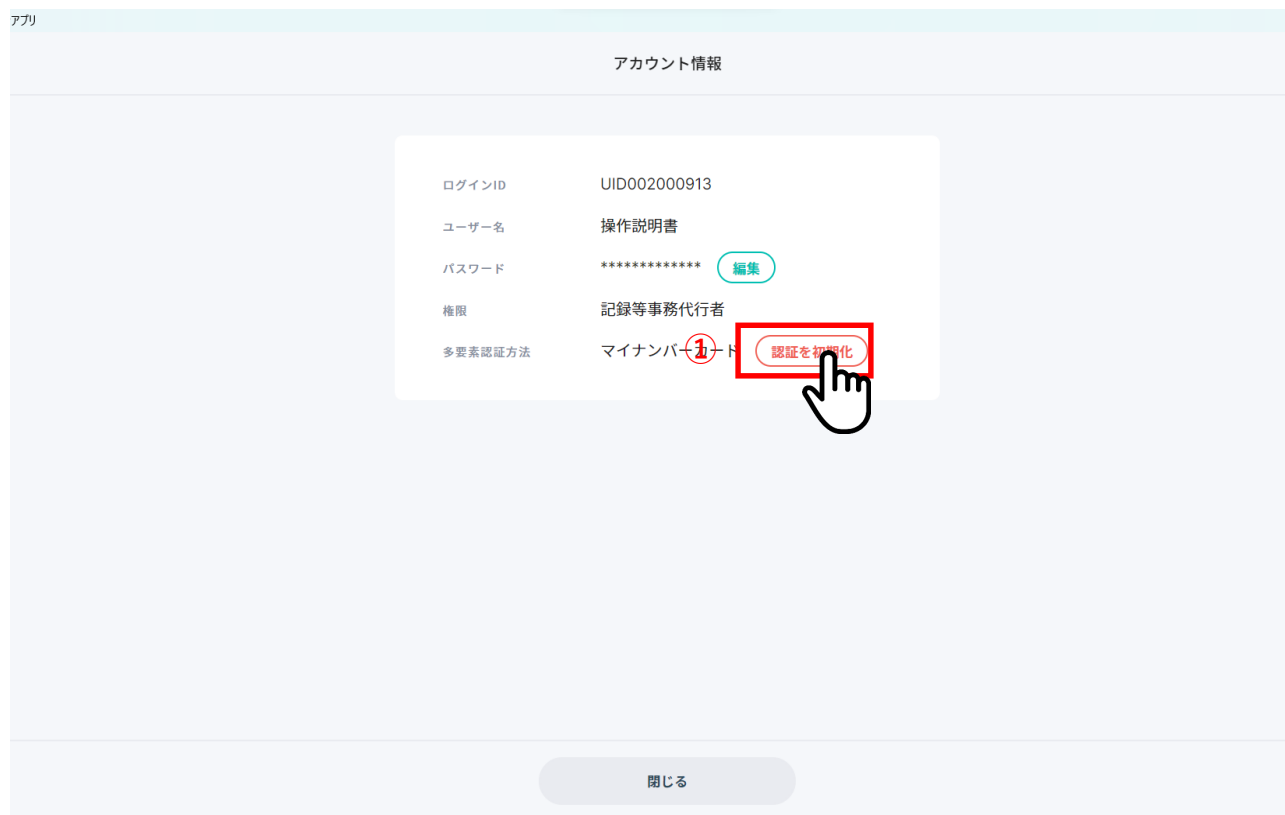 アプリ
アカウント情報
ログインID UID002000913
ユーザー名 操作説明書
パスワード ************* 編集
権限 記録等事務代行者
多要素認証方法 マイナンバーカード ① 認証を初期化
閉じる